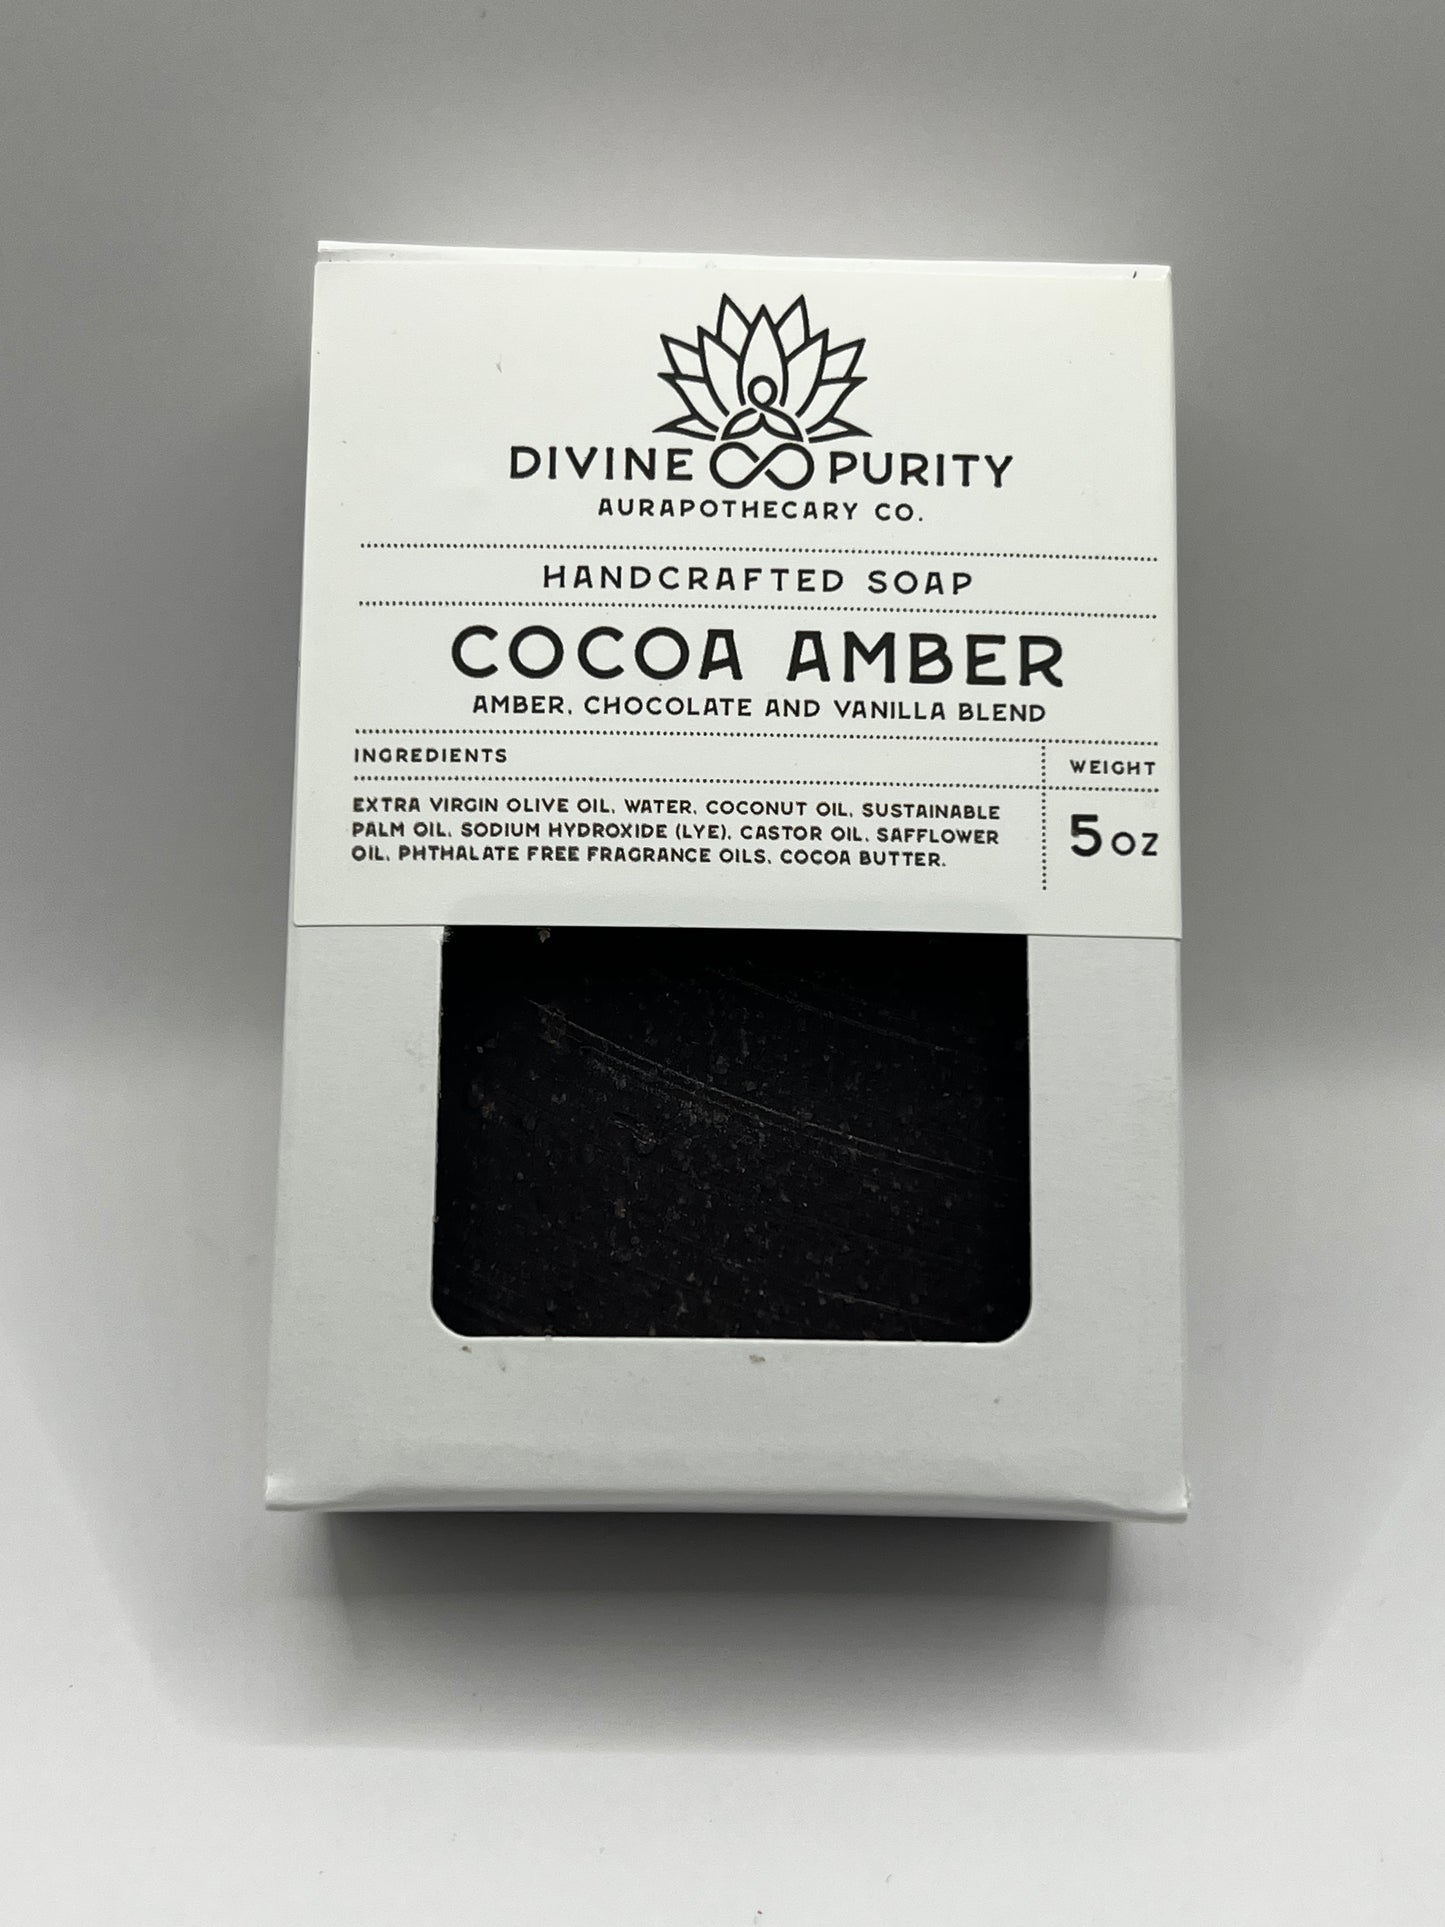 DIVINE PURITY
AURAPOTHECARY CO.
HANDCRAFTED SOAP
COCOA AMBER
AMBER, CHOCOLATE AND VANILLA BLEND
INGREDIENTS
EXTRA VIRGIN OLIVE OIL, WATER, COCONUT OIL, SUSTAINABLE
PALM OIL, SODIUM HYDROXIDE (LYE), CASTOR OIL, SAFFLOWER
OIL, PHTHALATE FREE FRAGRANCE OILS, COCOA BUTTER.
WEIGHT
5 OZ